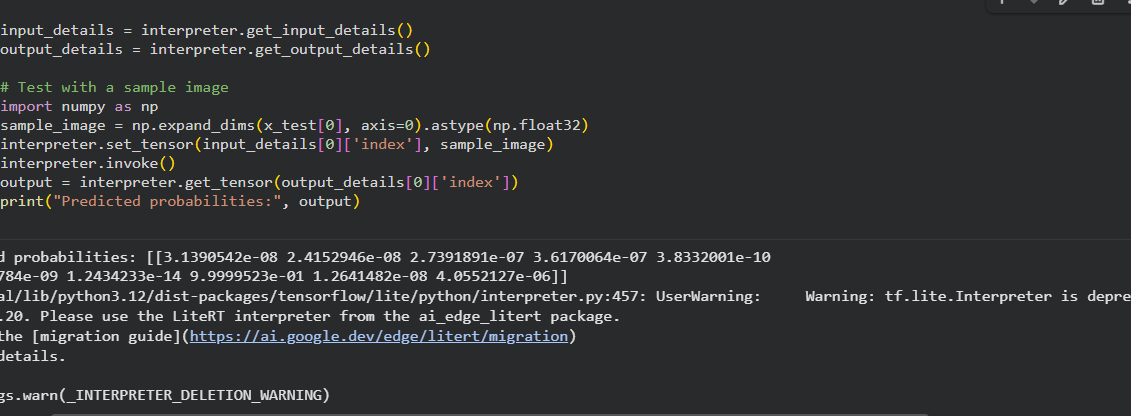 input_details = interpreter.get_input_details()
output_details = interpreter.get_output_details()
# Test with a sample image
import numpy as np
sample_image = np.expand_dims(x_test[0], axis=0).astype(np.float32)
interpreter.set_tensor(input_details[0]['index'], sample_image)
interpreter.invoke()
output = interpreter.get_tensor(output_details[0]['index'])
print("Predicted probabilities:", output)
d probabilities: [[3.1390542e-08 2.4152946e-08 2.7391891e-07 3.6170064e-07 3.8332001e-10
784e-09 1.2434233e-14 9.9999523e-01 1.2641482e-08 4.0552127e-06]]
al/lib/python3.12/dist-packages/tensorflow/lite/python/interpreter.py:457: UserWarning:     Warning: tf.lite.Interpreter is depre
.20. Please use the LiteRT interpreter from the ai_edge_litert package.
the [migration guide](https://ai.google.dev/edge/litert/migration)
details.
gs.warn(_INTERPRETER_DELETION_WARNING)